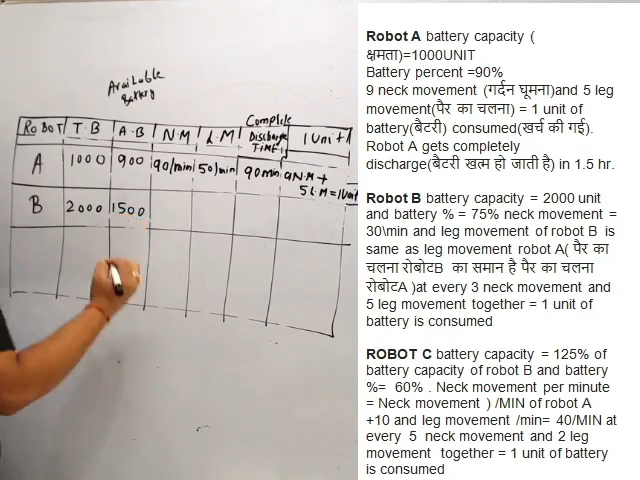 Available
Battery
ROBOT T.B A.B N.M L.M Complete Discharge TIME 1 Unit
A 1000 900 90/min 50/min 90min 9N.M+ 5L.M=1Unit
B 2000 1500
Robot A battery capacity (
क्षमता)=1000UNIT
Battery percent =90%
9 neck movement (गर्दन घूमना)and 5 leg
movement(पैर का चलना) = 1 unit of
battery(बैटरी) consumed(खर्च की गई).
Robot A gets completely
discharge(बैटरी खत्म हो जाती है) in 1.5 hr.
Robot B battery capacity = 2000 unit
and battery % = 75% neck movement =
30\min and leg movement of robot B is
same as leg movement robot A( पैर का
चलना रोबोटB का समान है पैर का चलना
रोबोटA )at every 3 neck movement and
5 leg movement together = 1 unit of
battery is consumed
ROBOT C battery capacity = 125% of
battery capacity of robot B and battery
%= 60% . Neck movement per minute
= Neck movement ) /MIN of robot A
+10 and leg movement /min= 40/MIN at
every 5 neck movement and 2 leg
movement together = 1 unit of battery
is consumed